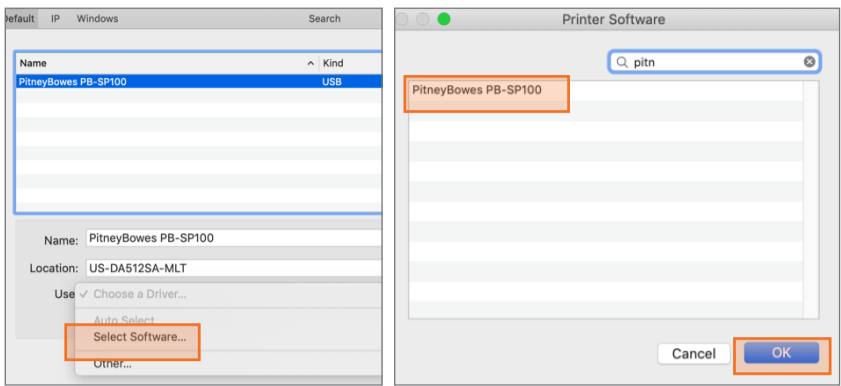 Default IP Windows Search
Name Kind
PitneyBowes PB-SP100 USB
Name: PitneyBowes PB-SP100
Location: US-DA512SA-MLT
Use ✓ Choose a Driver...
Auto Select
Select Software...
Other...
Printer Software
pitn
PitneyBowes PB-SP100
Cancel OK